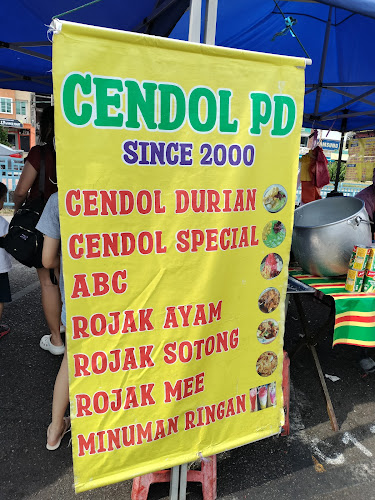 CENDOL PD
SINCE 2000
CENDOL DURIAN
CENDOL SPECIAL
ABC
ROJAK AYAM
ROJAK SOTONG
ROJAK MEE
MINUMAN RINGAN